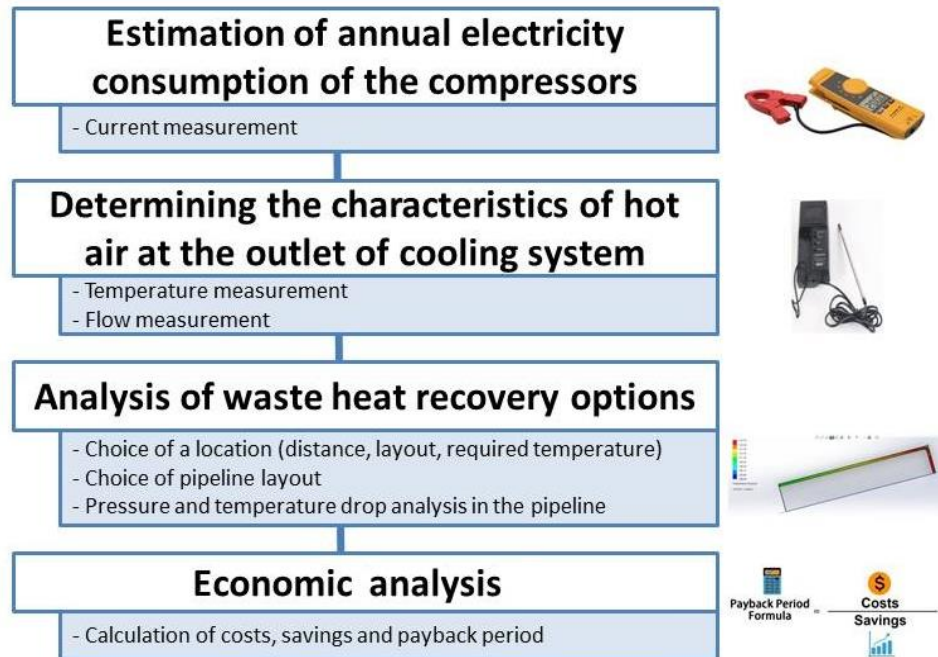 Estimation of annual electricity
consumption of the compressors
- Current measurement
Determining the characteristics of hot
air at the outlet of cooling system
- Temperature measurement
- Flow measurement
Analysis of waste heat recovery options
- Choice of a location (distance, layout, required temperature)
- Choice of pipeline layout
- Pressure and temperature drop analysis in the pipeline
Economic analysis
- Calculation of costs, savings and payback period
Payback Period
Formula
=
$
Costs
Savings